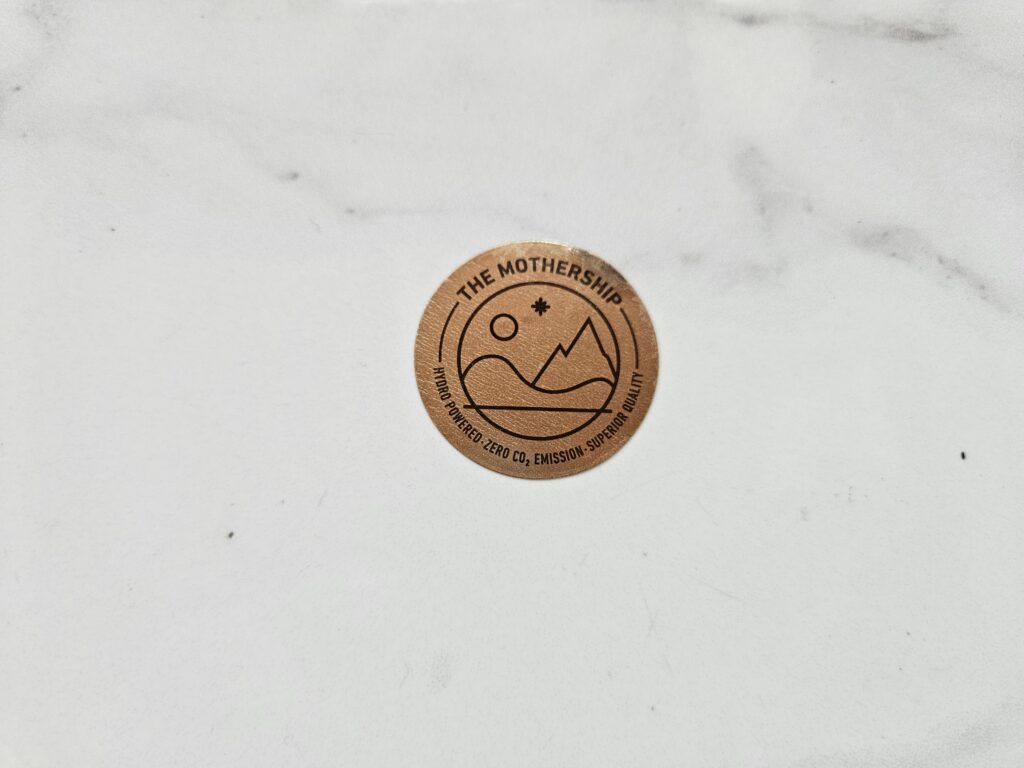 THE MOTHERSHIP
HYDRO POWERED·ZERO CO₂ EMISSION·SUPERIOR QUALITY